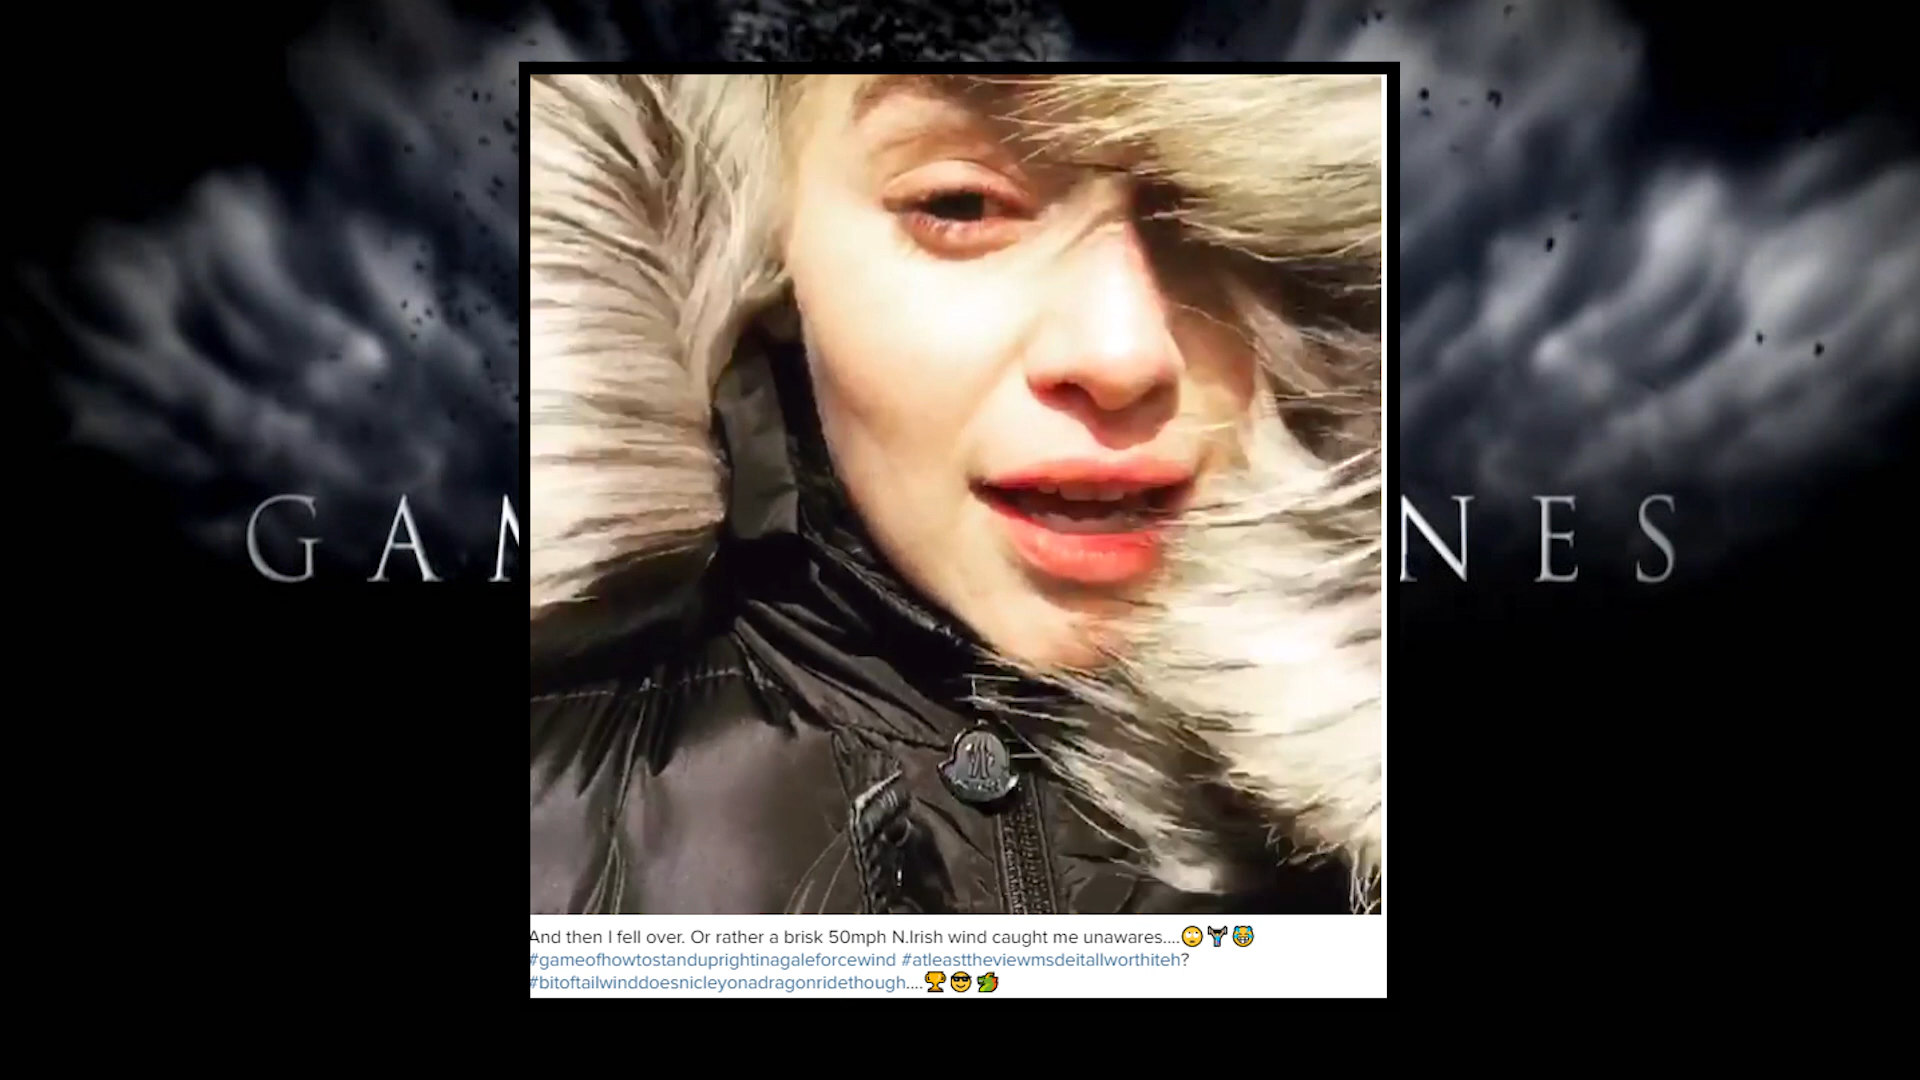 GAM NES
And then I fell over. Or rather a brisk 50mph N.Irish wind caught me unawares....🙄🏋😹
#gameofhowtostanduprightinagaleforcewind #atleasttheviewmsdeitallworthiteh?
#bitoftailwinddoesnicleyonadragonridethough....🏆😎🐲